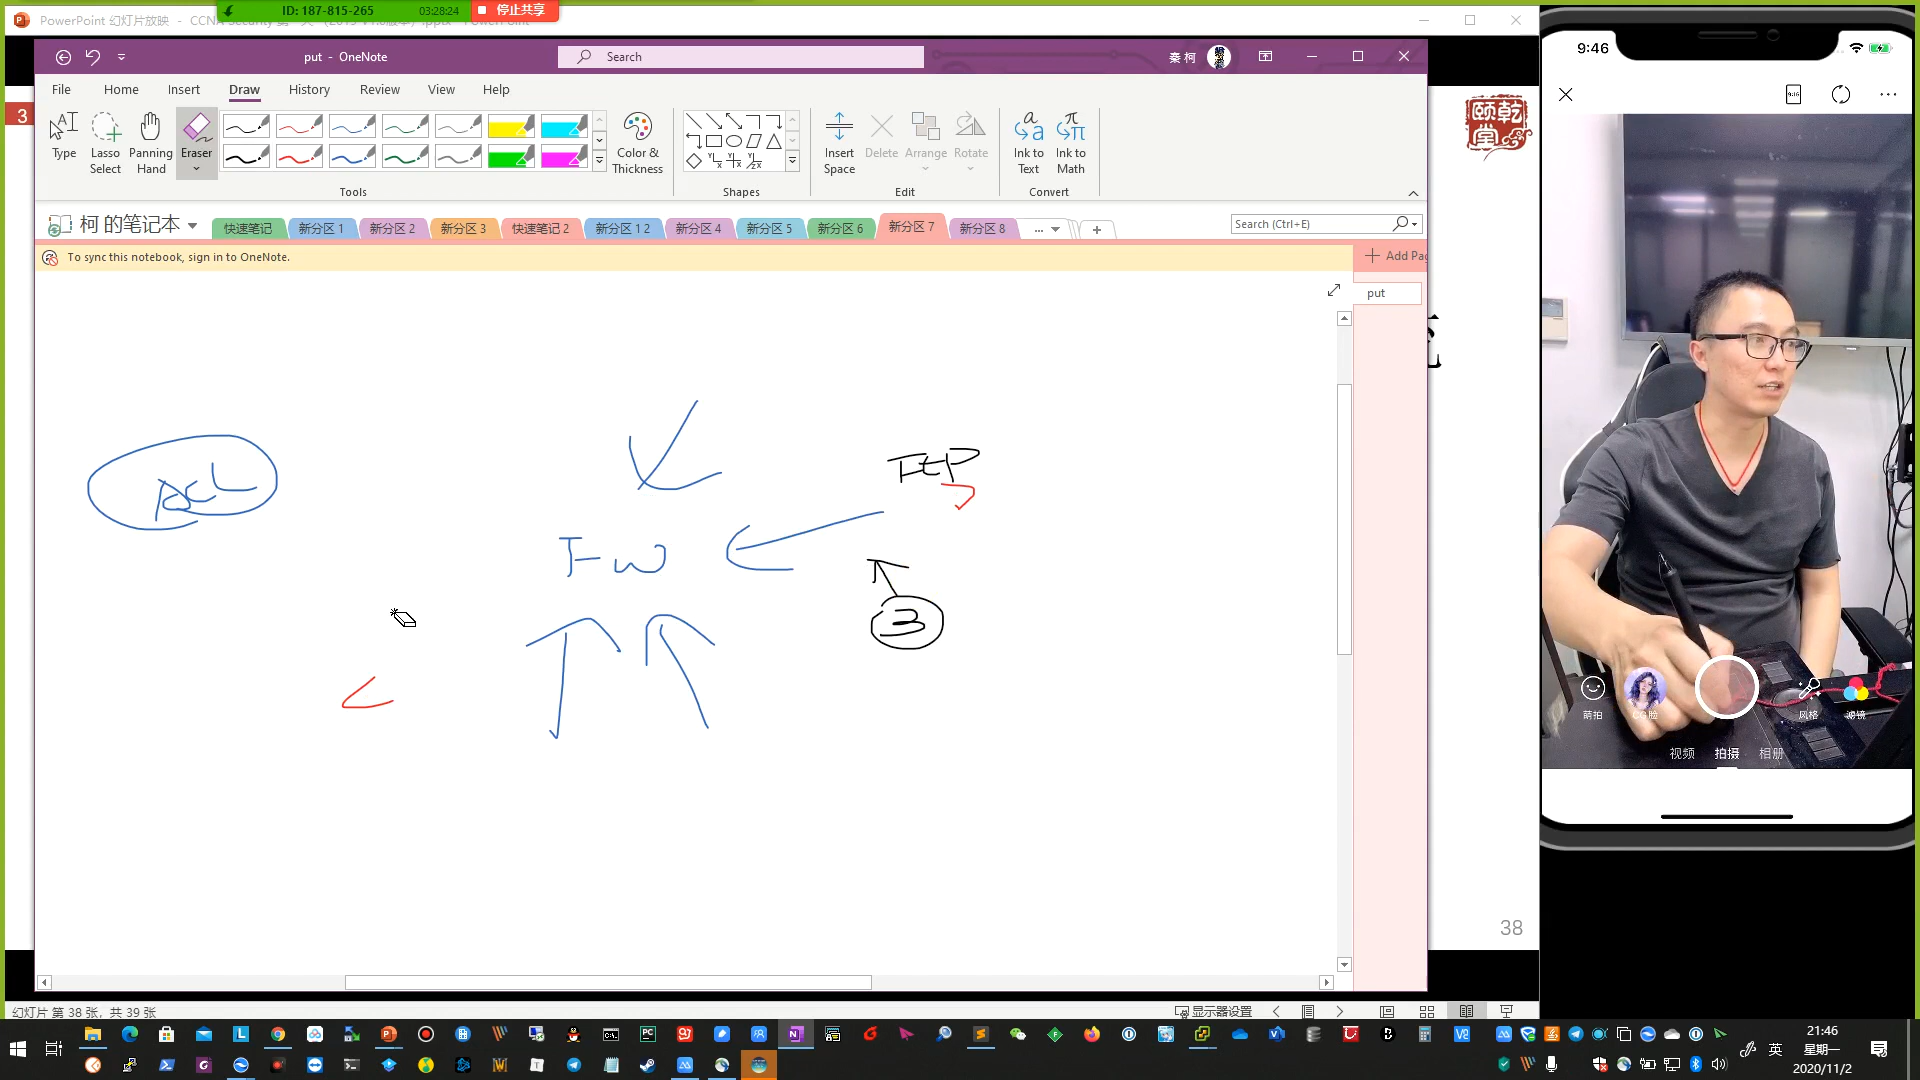 PowerPoint 幻灯片放映 - CCNA Security
ID: 187-815-265
03:28:24
停止共享
put - OneNote
Search
秦 柯
File
Home
Insert
Draw
History
Review
View
Help
Type
Lasso Select
Panning Hand
Eraser
Color & Thickness
Insert Space
Delete
Arrange
Rotate
Ink to Text
Ink to Math
Tools
Shapes
Edit
Convert
柯 的笔记本
快速笔记
新分区 1
新分区 2
新分区 3
快速笔记 2
新分区 1 2
新分区 4
新分区 5
新分区 6
新分区 7
新分区 8
Search (Ctrl+E)
To sync this notebook, sign in to OneNote.
Add Pag
put
ACL
FW
3
3
颐乾堂
38
9:46
萌拍
风格
滤镜
视频
拍摄
相册
幻灯片 第 38 张，共 39 张
显示器设置
英
21:46
星期一
2020/11/2